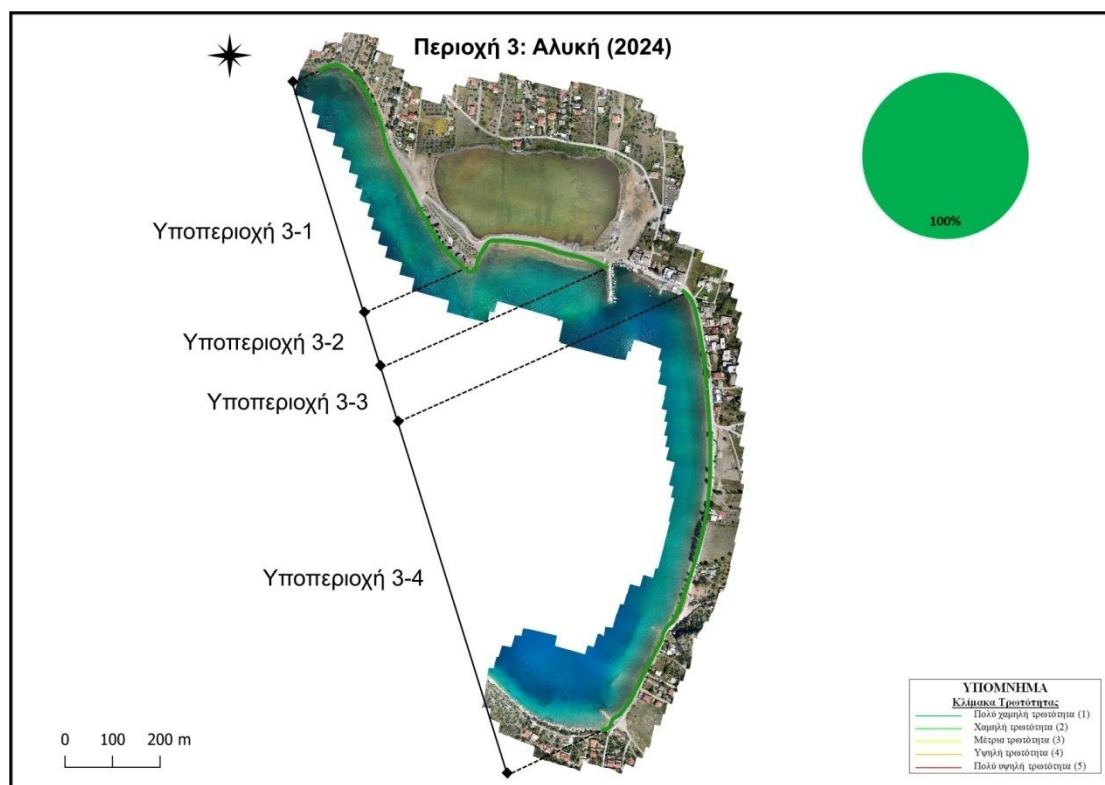 Περιοχή 3: Αλυκή (2024)
100%
Υποπεριοχή 3-1
Υποπεριοχή 3-2
Υποπεριοχή 3-3
Υποπεριοχή 3-4
0 100 200 m
ΥΠΟΜΝΗΜΑ
Κλίμακα Τρωτότητας
Πολύ χαμηλή τρωτότητα (1)
Χαμηλή τρωτότητα (2)
Μέτρια τρωτότητα (3)
Υψηλή τρωτότητα (4)
Πολύ υψηλή τρωτότητα (5)